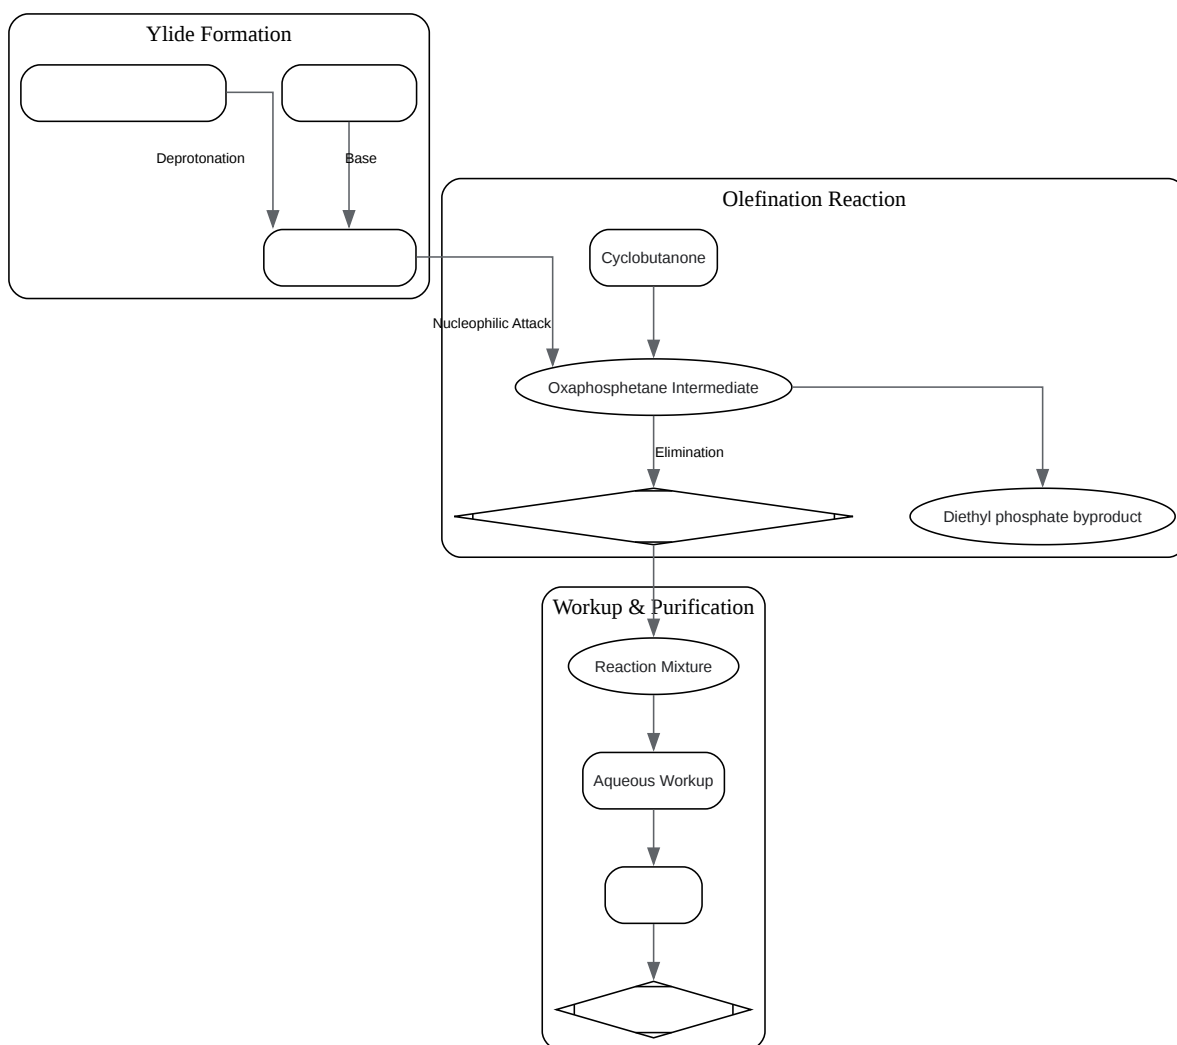 Ylide Formation
Deprotonation
Base
Olefination Reaction
Cyclobutanone
Nucleophilic Attack
Oxaphosphetane Intermediate
Elimination
Diethyl phosphate byproduct
Workup & Purification
Reaction Mixture
Aqueous Workup